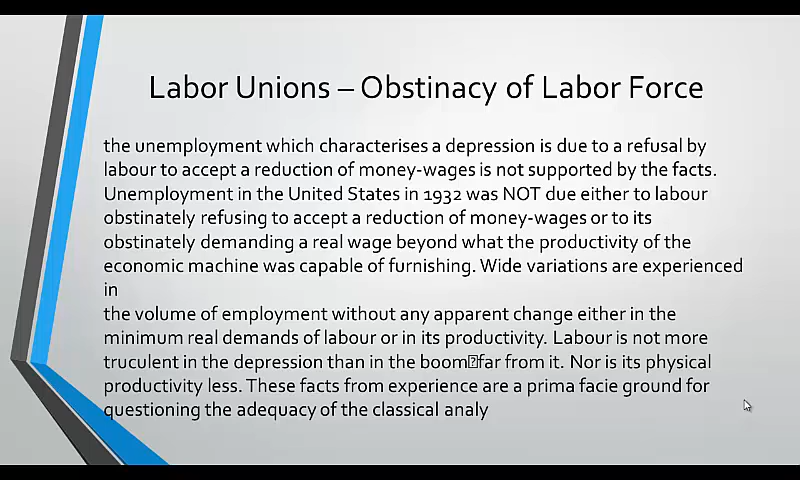 Labor Unions – Obstinacy of Labor Force
the unemployment which characterises a depression is due to a refusal by
labour to accept a reduction of money-wages is not supported by the facts.
Unemployment in the United States in 1932 was NOT due either to labour
obstinately refusing to accept a reduction of money-wages or to its
obstinately demanding a real wage beyond what the productivity of the
economic machine was capable of furnishing. Wide variations are experienced
in
the volume of employment without any apparent change either in the
minimum real demands of labour or in its productivity. Labour is not more
truculent in the depression than in the boom⍰far from it. Nor is its physical
productivity less. These facts from experience are a prima facie ground for
questioning the adequacy of the classical analy